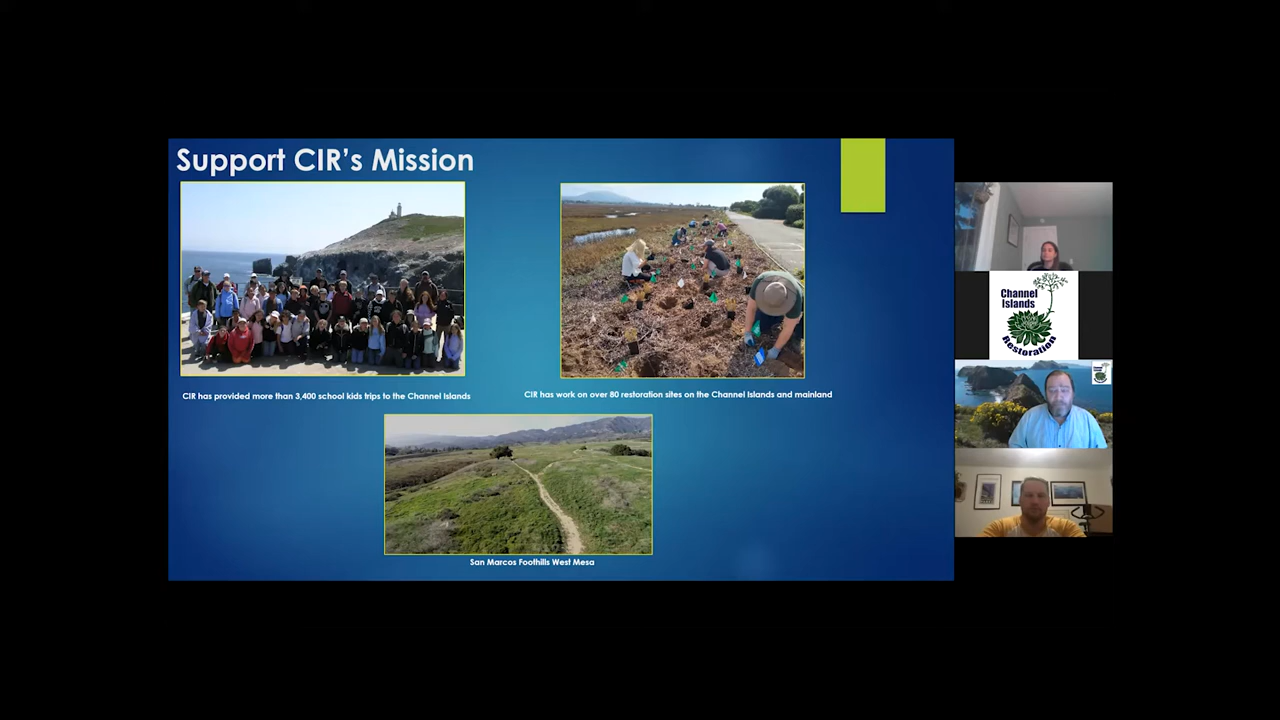 Support CIR's Mission
CIR has provided more than 3,400 school kids trips to the Channel Islands
CIR has work on over 80 restoration sites on the Channel Islands and mainland
San Marcos Foothills West Mesa
Channel
Islands
Restoration